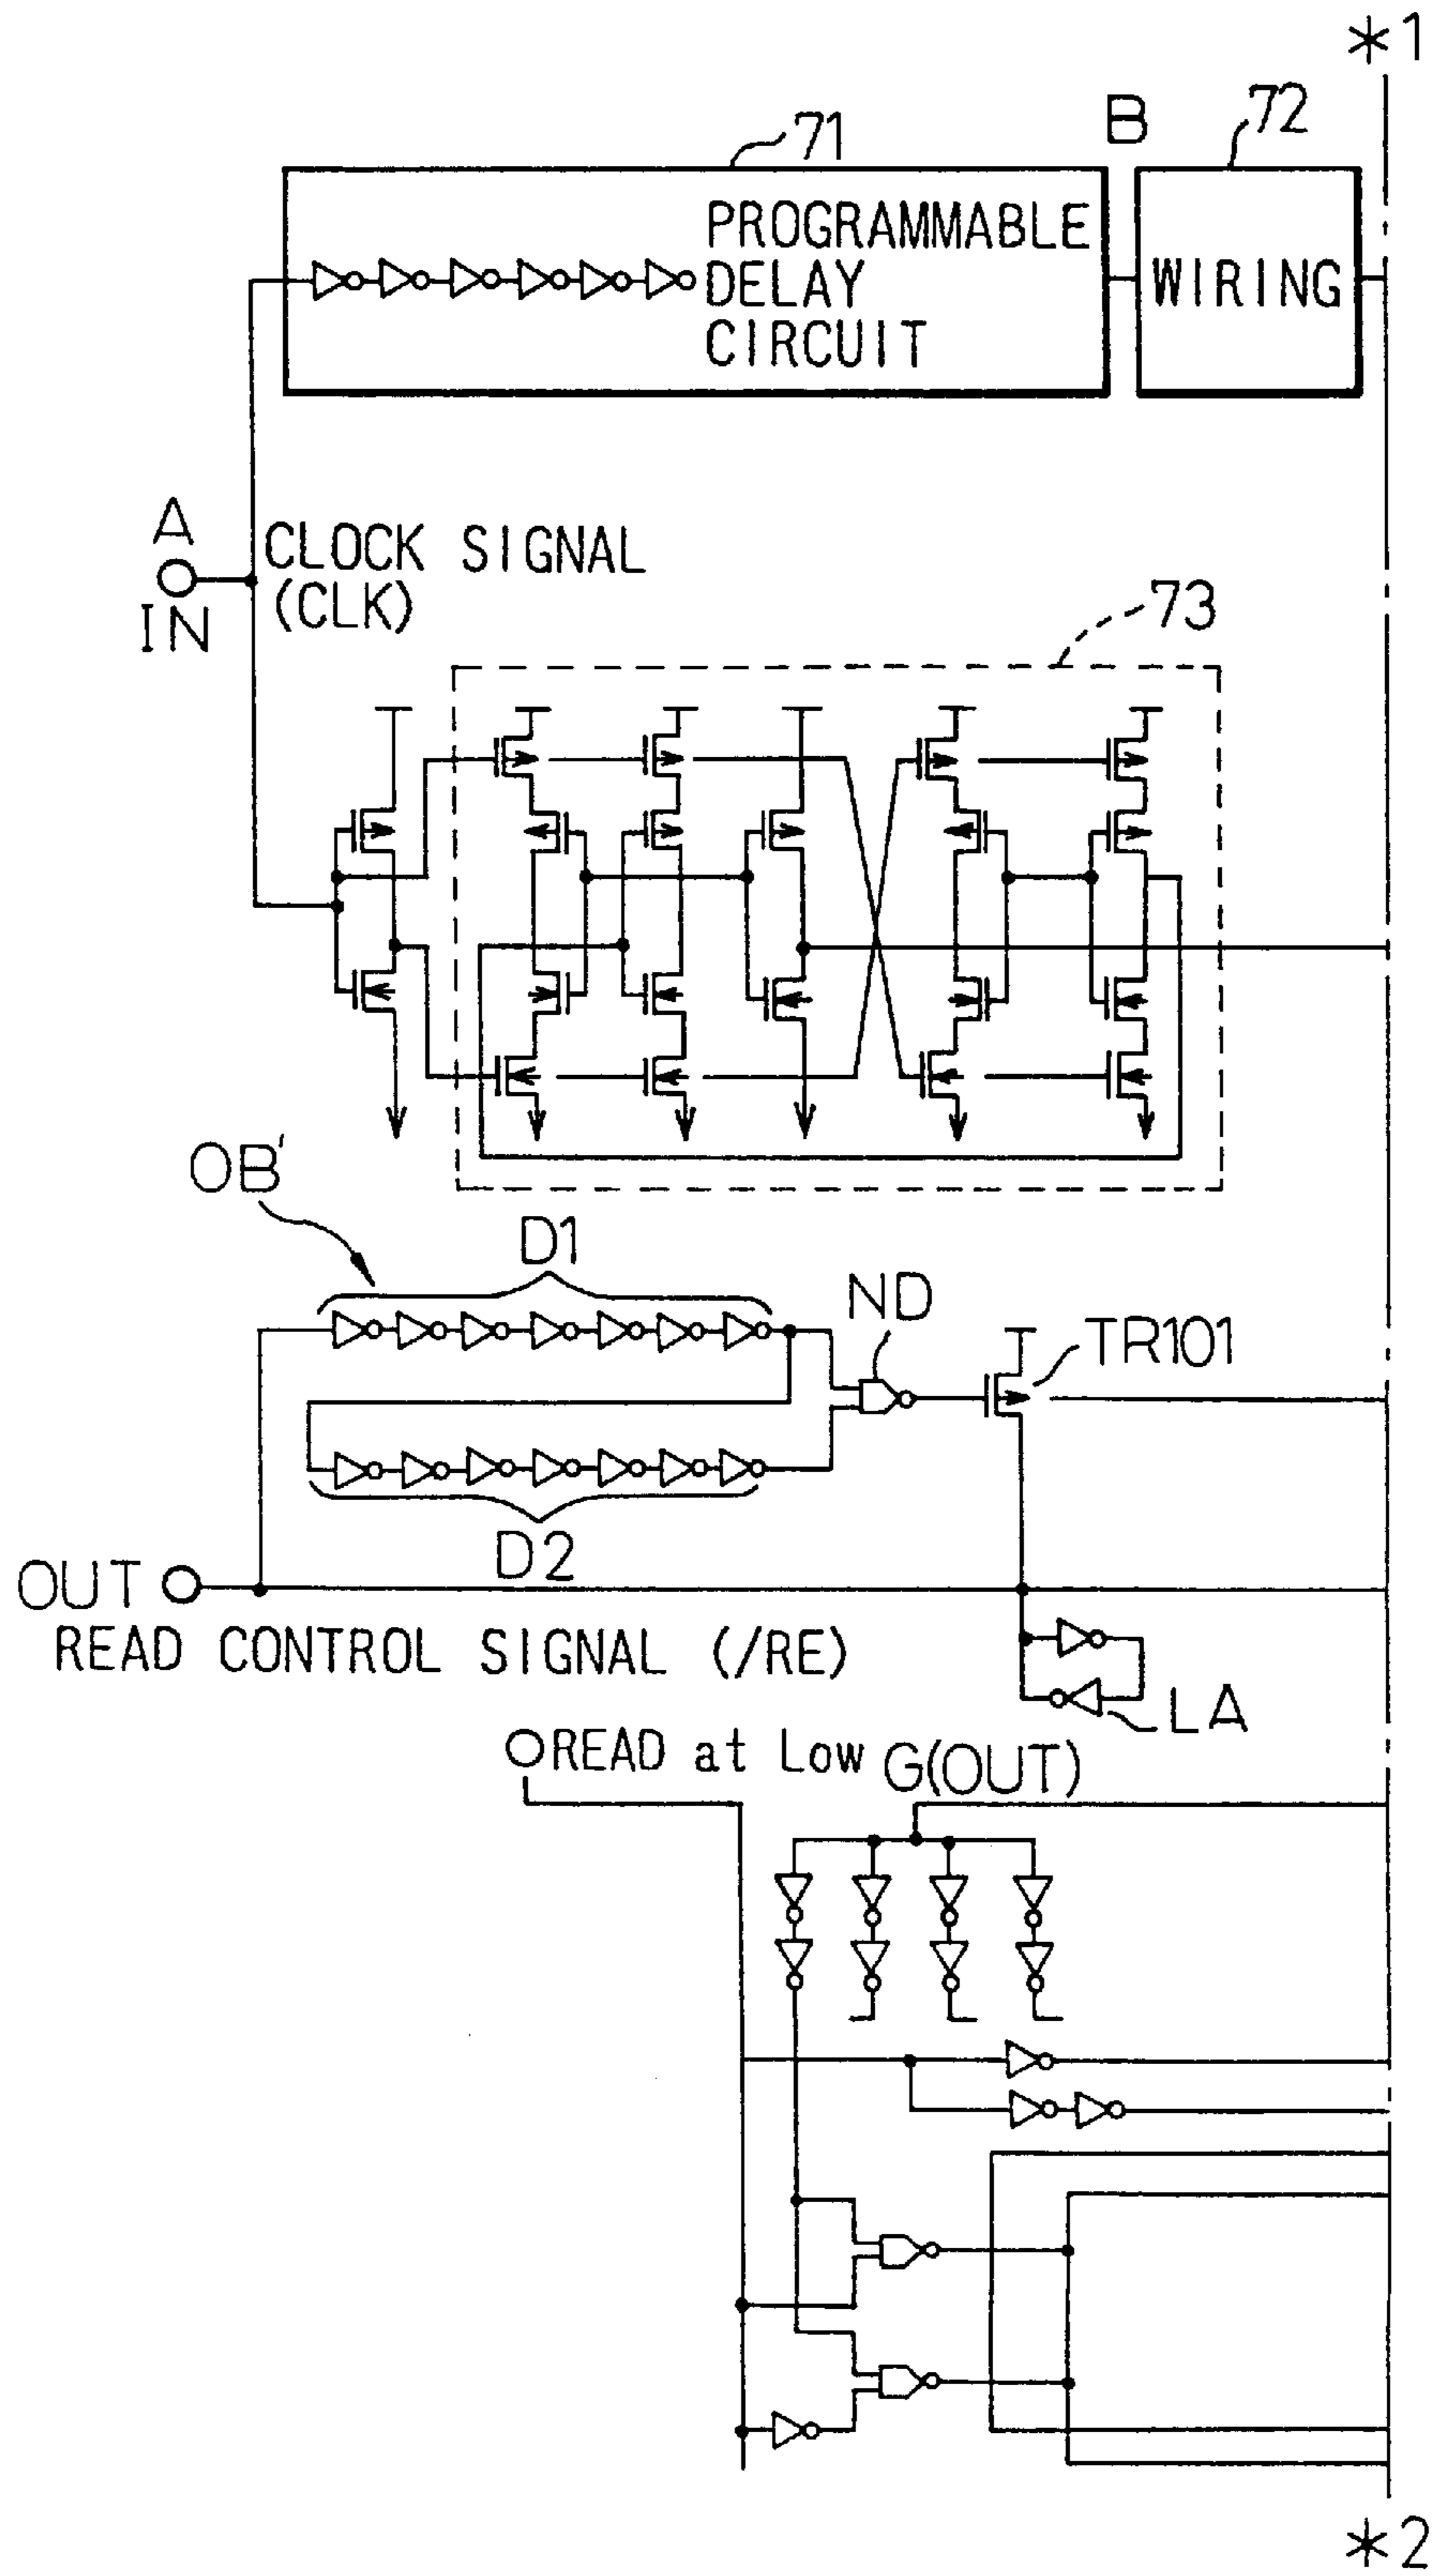 *1
71
B
72
PROGRAMMABLE
DELAY
CIRCUIT
WIRING
A
CLOCK SIGNAL
(CLK)
IN
73
OB'
D1
ND
TR101
D2
OUT
READ CONTROL SIGNAL (/RE)
LA
READ at Low
G(OUT)
*2